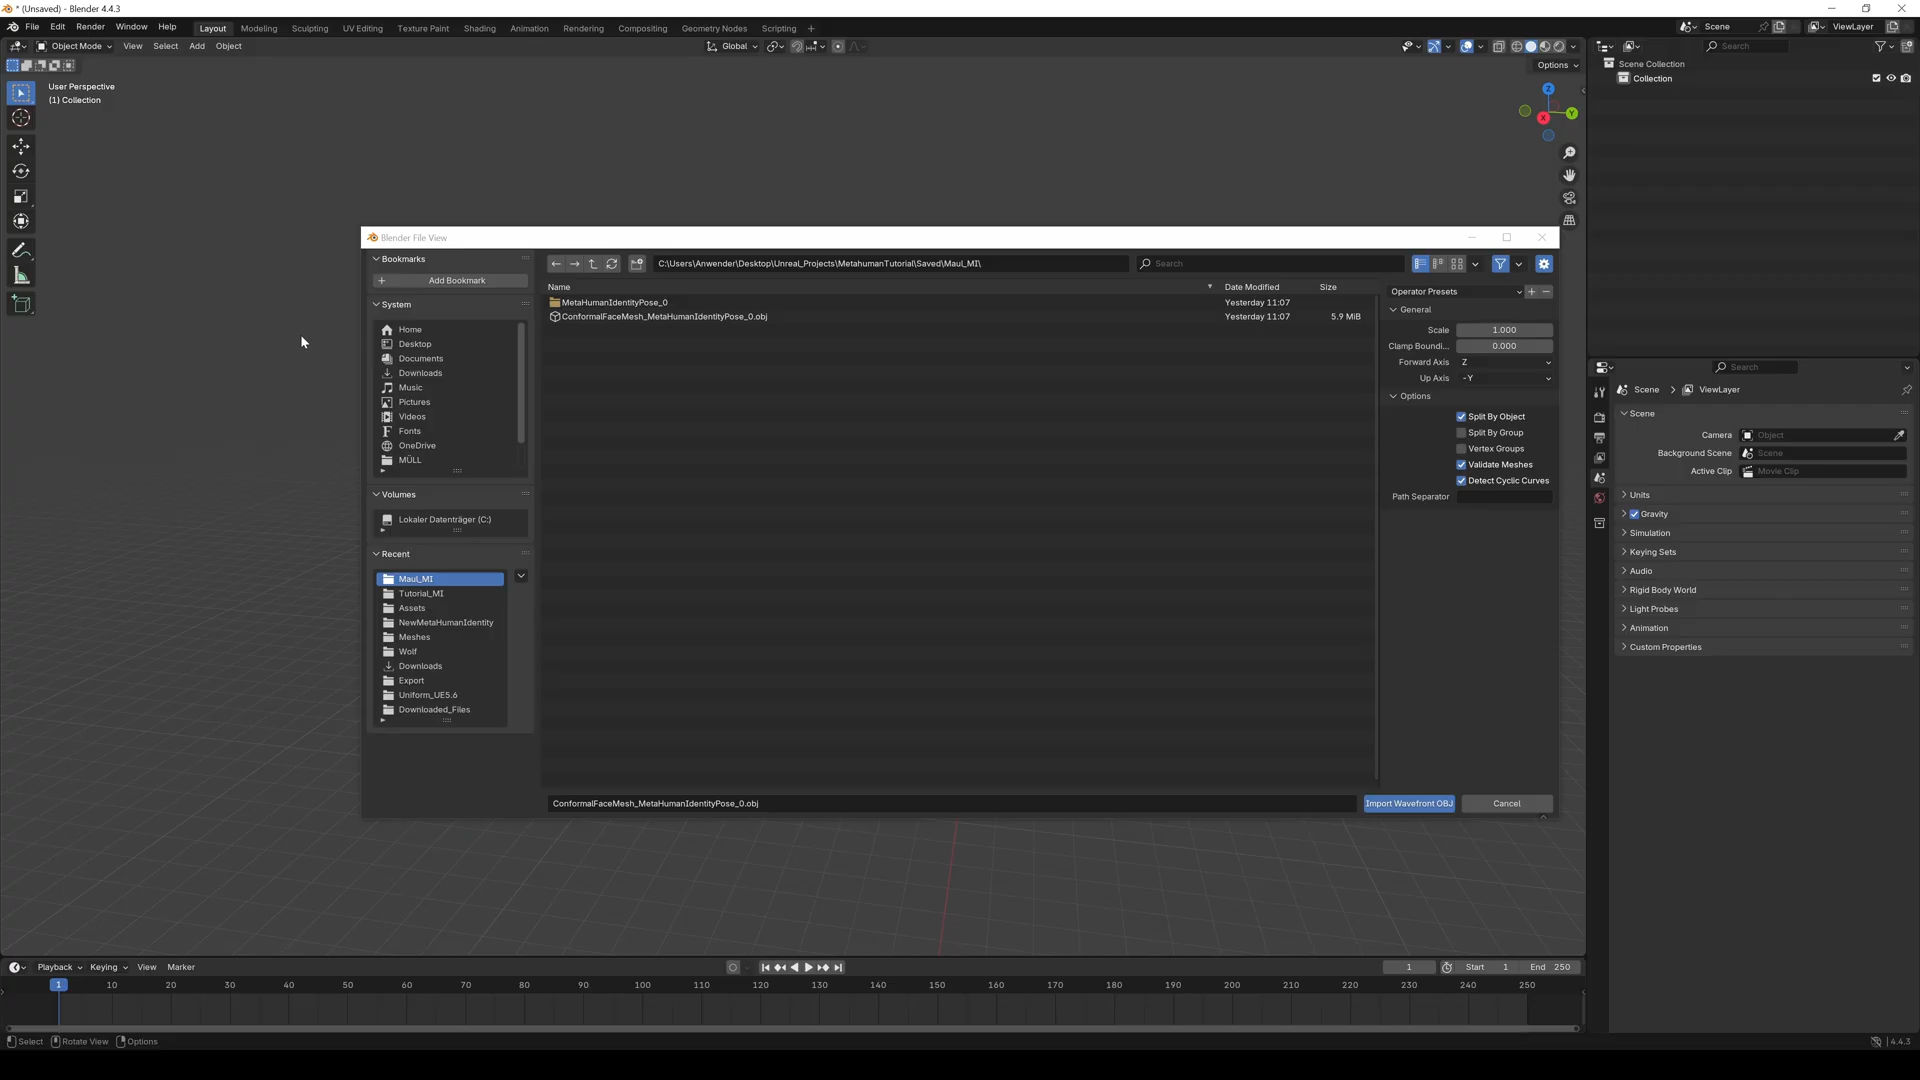 * (Unsaved) - Blender 4.4.3
File Edit Render Window Help Layout Modeling Sculpting UV Editing Texture Paint Shading Animation Rendering Compositing Geometry Nodes Scripting + Scene ViewLayer
Object Mode View Select Add Object Global Search
Options
User Perspective
(1) Collection
Z
Y
X
Scene Collection
Collection
Blender File View
Bookmarks
Add Bookmark
System
Home
Desktop
Documents
Downloads
Music
Pictures
Videos
Fonts
OneDrive
MÜLL
Volumes
Lokaler Datenträger (C:)
Recent
Maul_MI
Tutorial_MI
Assets
NewMetaHumanIdentity
Meshes
Wolf
Downloads
Export
Uniform_UE5.6
Downloaded_Files
C:\Users\Anwender\Desktop\Unreal_Projects\MetahumanTutorial\Saved\Maul_MI\ Search
Name Date Modified Size
MetaHumanIdentityPose_0 Yesterday 11:07
ConformalFaceMesh_MetaHumanIdentityPose_0.obj Yesterday 11:07 5.9 MiB
Operator Presets
General
Scale 1.000
Clamp Boundi... 0.000
Forward Axis Z
Up Axis -Y
Options
Split By Object
Split By Group
Vertex Groups
Validate Meshes
Detect Cyclic Curves
Path Separator
ConformalFaceMesh_MetaHumanIdentityPose_0.obj Import Wavefront OBJ Cancel
Search
Scene ViewLayer
Scene
Camera Object
Background Scene Scene
Active Clip Movie Clip
Units
Gravity
Simulation
Keying Sets
Audio
Rigid Body World
Light Probes
Animation
Custom Properties
Playback Keying View Marker 1 Start 1 End 250
1 10 20 30 40 50 60 70 80 90 100 110 120 130 140 150 160 170 180 190 200 210 220 230 240 250
Select Rotate View Options 4.4.3